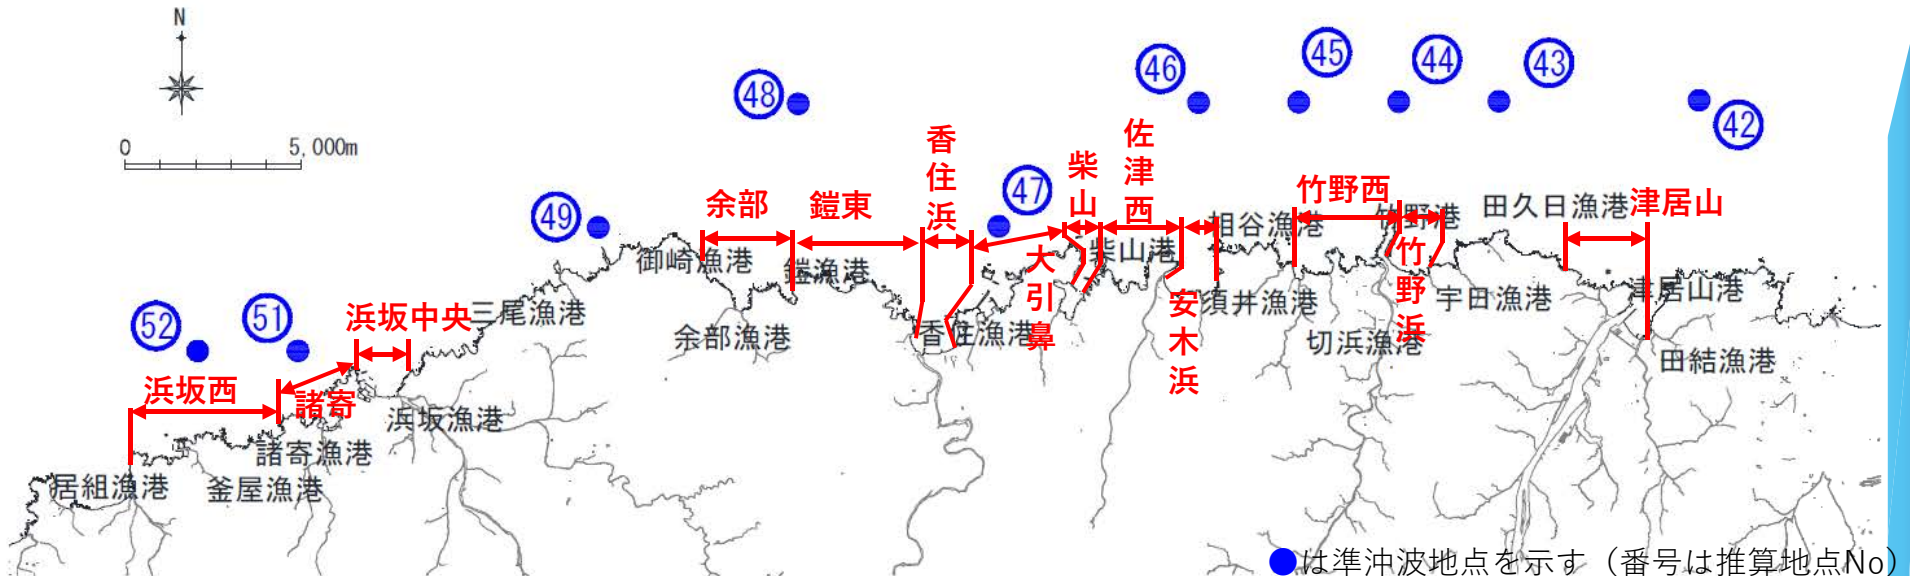 N
0 5,000m
48
46
45
44
43
42
49
47
52
51
香住浜
柴山
佐津西
余部
鎧東
竹野西
津居山
大引鼻
安木浜
竹野浜
浜坂中央
浜坂西
諸寄
御崎漁港
鎧漁港
柴山港
相谷漁港
竹野港
田久日漁港
三尾漁港
余部漁港
香住漁港
須井漁港
切浜漁港
宇日漁港
津居山港
田結漁港
浜坂漁港
諸寄漁港
居組漁港
釜屋漁港
●は準沖波地点を示す（番号は推算地点No）